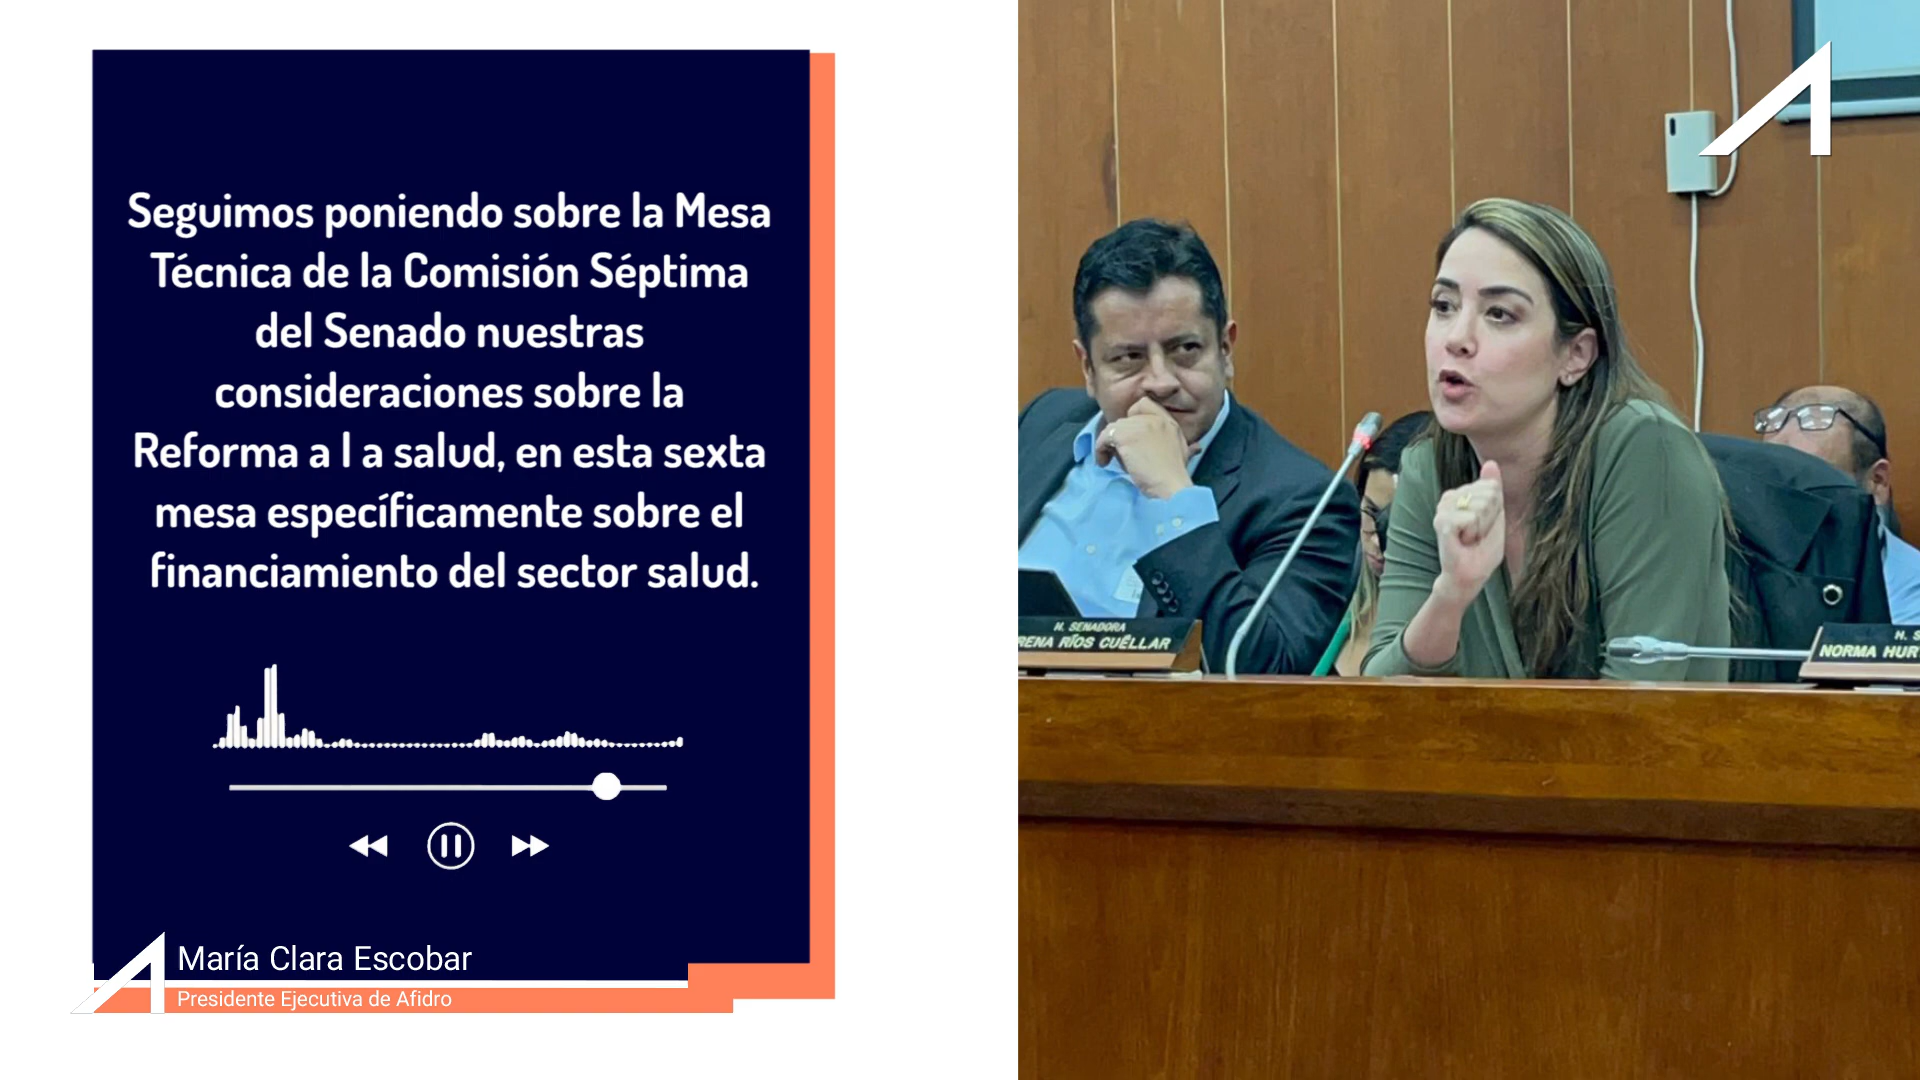 Seguimos poniendo sobre la Mesa
Técnica de la Comisión Séptima
del Senado nuestras
consideraciones sobre la
Reforma a l a salud, en esta sexta
mesa específicamente sobre el
financiamiento del sector salud.
María Clara Escobar
Presidente Ejecutiva de Afidro
H. SENADORA
RÍOS CUÉLLAR
H.
NORMA